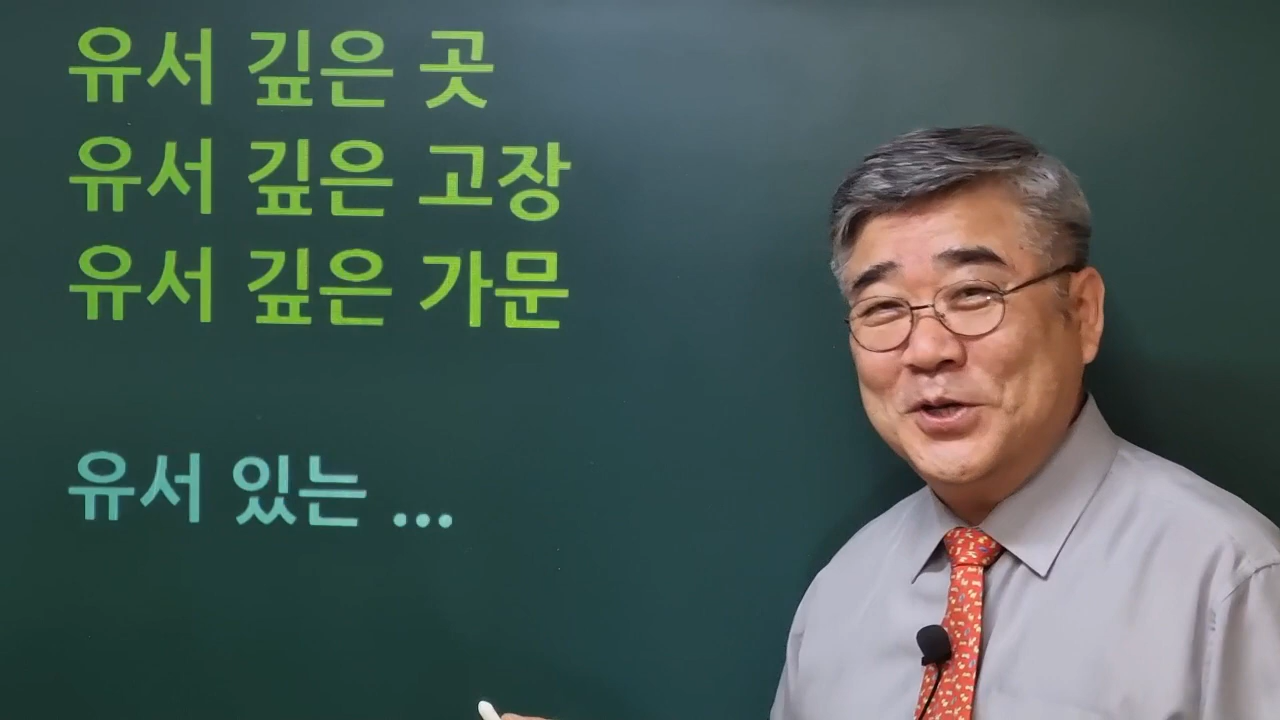 유서 깊은 곳
유서 깊은 고장
유서 깊은 가문
유서 있는 ...